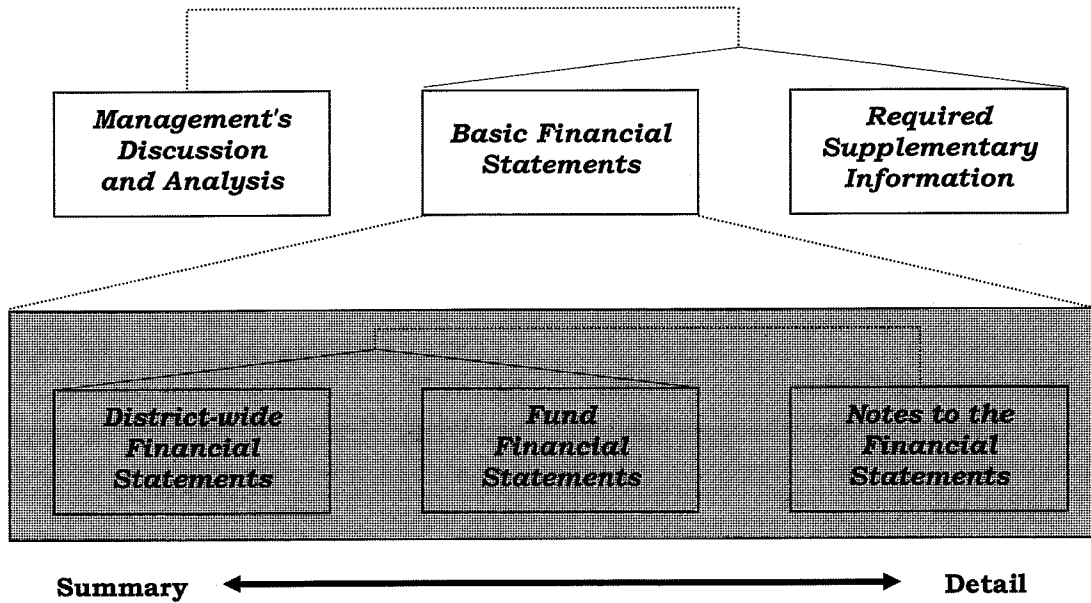 Management's
Discussion
and Analysis
Basic Financial
Statements
Required
Supplementary
Information
District-wide
Financial
Statements
Fund
Financial
Statements
Notes to the
Financial
Statements
Summary
Detail